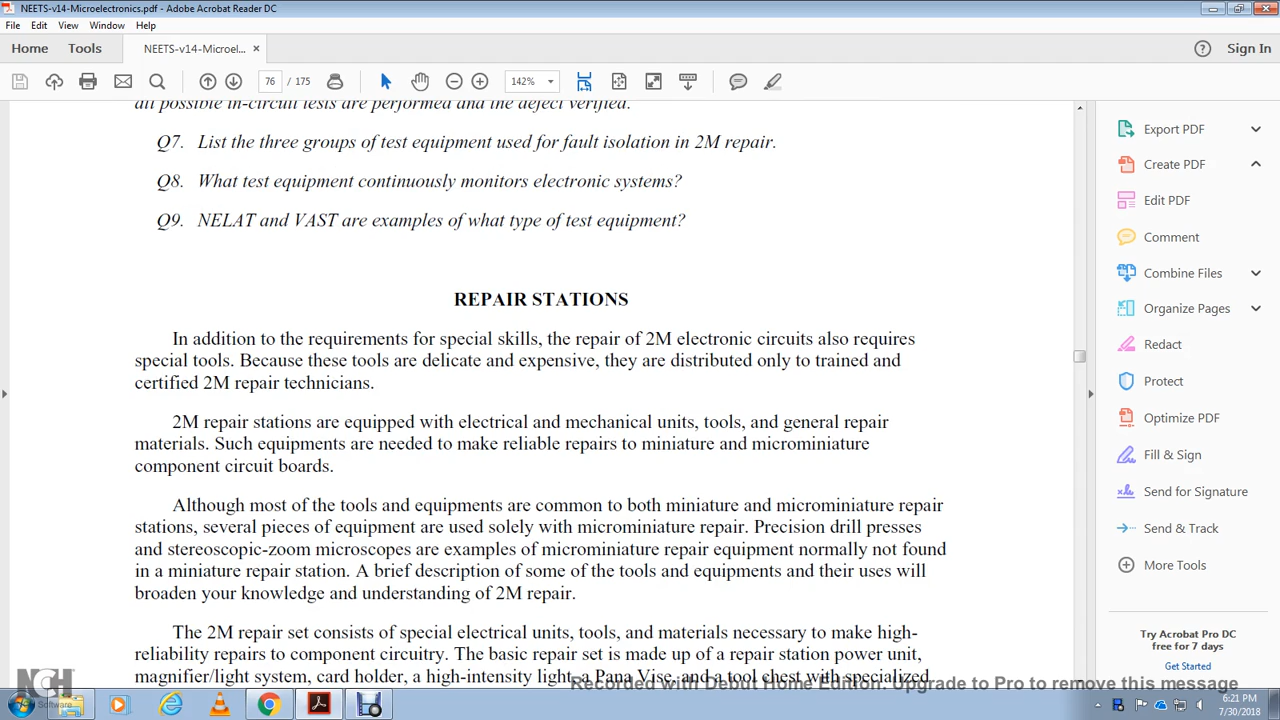 NEETS-v14-Microelectronics.pdf - Adobe Acrobat Reader DC
File Edit View Window Help
Home Tools NEETS-v14-Microel... × Sign In
76 / 175 142%
all possible in-circuit tests are performed and the defect verified.
Q7. List the three groups of test equipment used for fault isolation in 2M repair.
Q8. What test equipment continuously monitors electronic systems?
Q9. NELAT and VAST are examples of what type of test equipment?
REPAIR STATIONS
In addition to the requirements for special skills, the repair of 2M electronic circuits also requires
special tools. Because these tools are delicate and expensive, they are distributed only to trained and
certified 2M repair technicians.
2M repair stations are equipped with electrical and mechanical units, tools, and general repair
materials. Such equipments are needed to make reliable repairs to miniature and microminiature
component circuit boards.
Although most of the tools and equipments are common to both miniature and microminiature repair
stations, several pieces of equipment are used solely with microminiature repair. Precision drill presses
and stereoscopic-zoom microscopes are examples of microminiature repair equipment normally not found
in a miniature repair station. A brief description of some of the tools and equipments and their uses will
broaden your knowledge and understanding of 2M repair.
The 2M repair set consists of special electrical units, tools, and materials necessary to make high-
reliability repairs to component circuitry. The basic repair set is made up of a repair station power unit,
magnifier/light system, card holder, a high-intensity light, a Pana Vise, and a tool chest with specialized
Export PDF
Create PDF
Edit PDF
Comment
Combine Files
Organize Pages
Redact
Protect
Optimize PDF
Fill & Sign
Send for Signature
Send & Track
More Tools
Try Acrobat Pro DC
free for 7 days
Get Started
NCH Software
Recorded with Debut Home Edition. Upgrade to Pro to remove this message
6:21 PM
7/30/2018